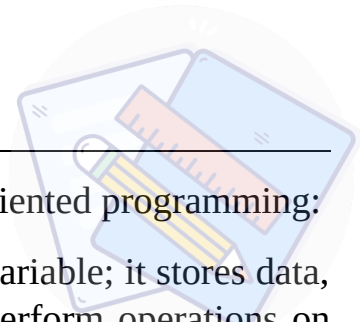 iented programming:
ariable; it stores data,
erform operations on